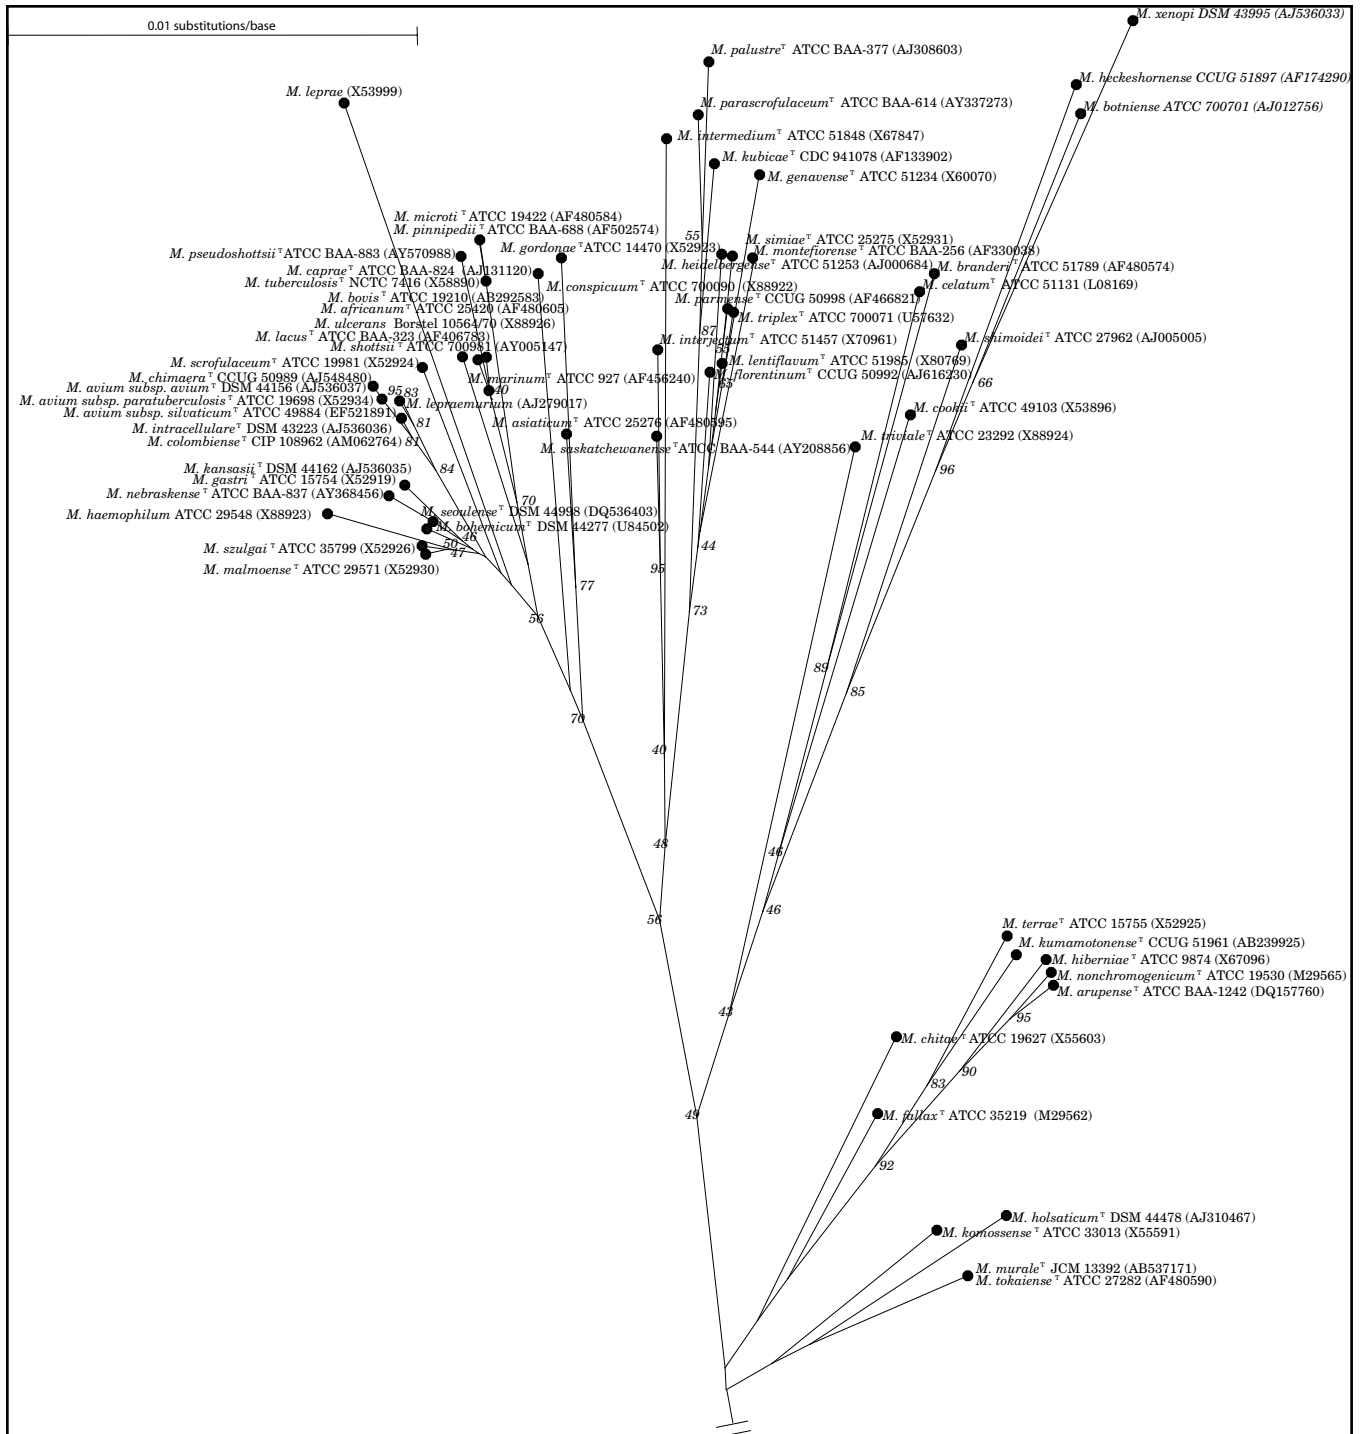 0.01 substitutions/base
M. xenopi DSM 43995 (AJ536033)
M. palustre T ATCC BAA-377 (AJ308603)
M. heckeshornense CCUG 51897 (AF174290)
M. leprae (X53999)
M. parascrofulaceum T ATCC BAA-614 (AY337273)
M. botniense ATCC 700701 (AJ012756)
M. intermedium T ATCC 51848 (X67847)
M. kubicae T CDC 941078 (AF133902)
M. genavense T ATCC 51234 (X60070)
M. microti T ATCC 19422 (AF480584)
M. pinnipedii T ATCC BAA-688 (AF502574)
55
M. simiae T ATCC 25275 (X52931)
M. gordonae T ATCC 14470 (X52923)
M. montefiorense T ATCC BAA-256 (AF330038)
M. pseudoshottsii T ATCC BAA-883 (AY570988)
M. heidelbergense T ATCC 51253 (AJ000684)
M. branderi T ATCC 51789 (AF480574)
M. caprae T ATCC BAA-824 (AJ131120)
M. tuberculosis T NCTC 7416 (X58890)
M. conspicuum T ATCC 700090 (X88922)
M. celatum T ATCC 51131 (L08169)
M. bovis T ATCC 19210 (AB292583)
M. parmense T CCUG 50998 (AF466821)
M. africanum T ATCC 25420 (AF480605)
M. triplex T ATCC 700071 (U57632)
M. ulcerans Borstel 10564/70 (X88926)
87
M. lacus T ATCC BAA-323 (AF406783)
M. interjectum T ATCC 51457 (X70961)
M. shimoidei T ATCC 27962 (AJ005005)
M. shottsii T ATCC 700981 (AY005147)
55
M. scrofulaceum T ATCC 19981 (X52924)
M. lentiflavum T ATCC 51985 (X80769)
M. florentinum T CCUG 50992 (AJ616230)
M. chimaera T CCUG 50989 (AJ548480)
M. marinum T ATCC 927 (AF456240)
65
66
M. avium subsp. avium T DSM 44156 (AJ536037)
95
83
40
M. avium subsp. paratuberculosis T ATCC 19698 (X52934)
M. lepraemurium (AJ279017)
M. avium subsp. silvaticum T ATCC 49884 (EF521891)
M. cookii T ATCC 49103 (X53896)
81
M. asiaticum T ATCC 25276 (AF480595)
M. intracellulare T DSM 43223 (AJ536036)
M. triviale T ATCC 23292 (X88924)
M. colombiense T CIP 108962 (AM062764)
81
M. saskatchewanense T ATCC BAA-544 (AY208856)
M. kansasii T DSM 44162 (AJ536035)
84
96
M. gastri T ATCC 15754 (X52919)
M. nebraskense T ATCC BAA-837 (AY368456)
70
M. seoulense T DSM 44998 (DQ536403)
M. haemophilum ATCC 29548 (X88923)
M. bohemicum T DSM 44277 (U84502)
46
50
44
M. szulgai T ATCC 35799 (X52926)
47
M. malmoense T ATCC 29571 (X52930)
95
77
73
56
89
85
70
40
48
46
46
56
M. terrae T ATCC 15755 (X52925)
M. kumamotonense T CCUG 51961 (AB239925)
M. hiberniae T ATCC 9874 (X67096)
M. nonchromogenicum T ATCC 19530 (M29565)
M. arupense T ATCC BAA-1242 (DQ157760)
43
95
M. chitae T ATCC 19627 (X55603)
90
83
49
M. fallax T ATCC 35219 (M29562)
92
M. holsaticum T DSM 44478 (AJ310467)
M. komossense T ATCC 33013 (X55591)
M. murale T JCM 13392 (AB537171)
M. tokaiense T ATCC 27282 (AF480590)